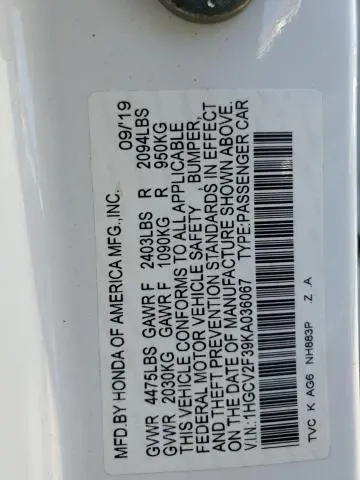 MFD.BY HONDA OF AMERICA MFG.,INC. 09/'19
GVWR 4475LBS GAWR F 2403LBS R 2094LBS
GVWR 2030KG GAWR F 1090KG R 950KG
THIS VEHICLE CONFORMS TO ALL APPLICABLE
FEDERAL MOTOR VEHICLE SAFETY , BUMPER,
AND THEFT PREVENTION STANDARDS IN EFFECT
ON THE DATE OF MANUFACTURE SHOWN ABOVE.
V.I.N.:1HGCV2F39KA036067 TYPE:PASSENGER CAR
TVC K AG6 NH883P Z .A